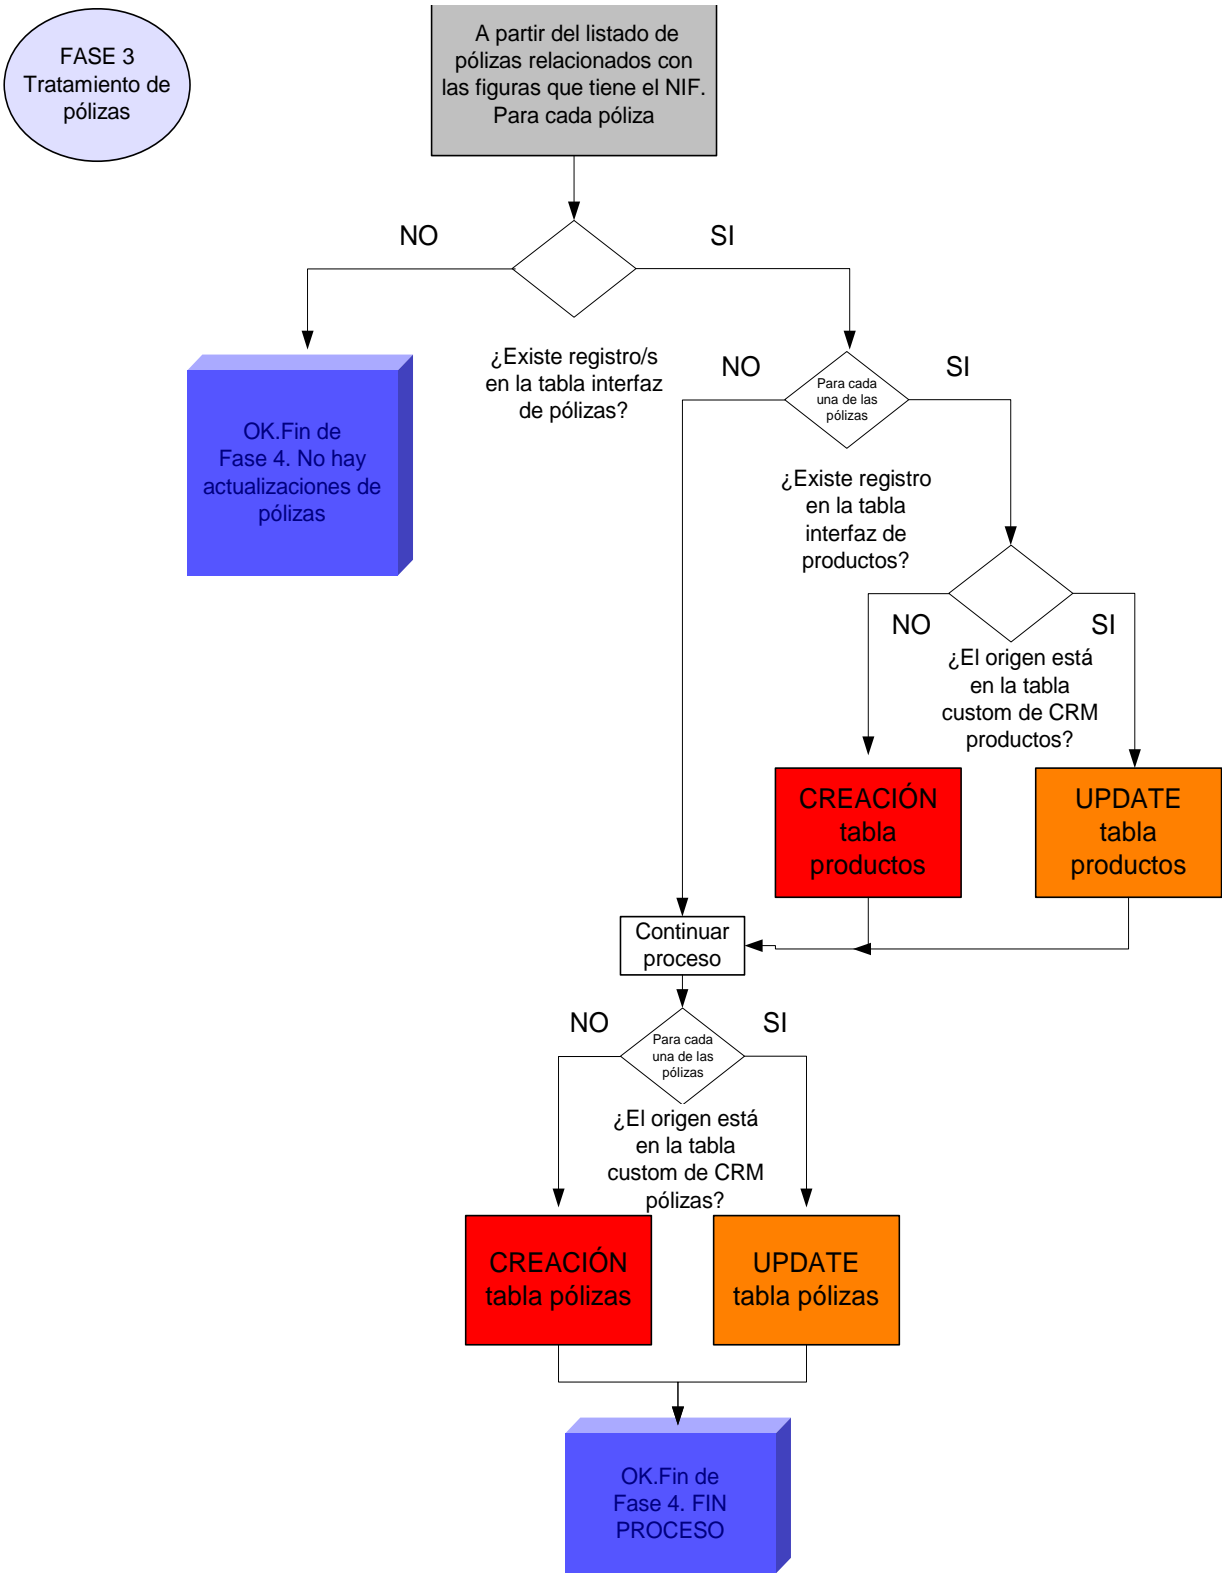 FASE 3
Tratamiento de
pólizas
A partir del listado de
pólizas relacionados con
las figuras que tiene el NIF.
Para cada póliza
NO
SI
¿Existe registro/s
en la tabla interfaz
de pólizas?
OK.Fin de
Fase 4. No hay
actualizaciones de
pólizas
NO
SI
Para cada
una de las
pólizas
¿Existe registro
en la tabla
interfaz de
productos?
NO
SI
¿El origen está
en la tabla
custom de CRM
productos?
CREACIÓN
tabla
productos
UPDATE
tabla
productos
Continuar
proceso
NO
SI
Para cada
una de las
pólizas
¿El origen está
en la tabla
custom de CRM
pólizas?
CREACIÓN
tabla pólizas
UPDATE
tabla pólizas
OK.Fin de
Fase 4. FIN
PROCESO